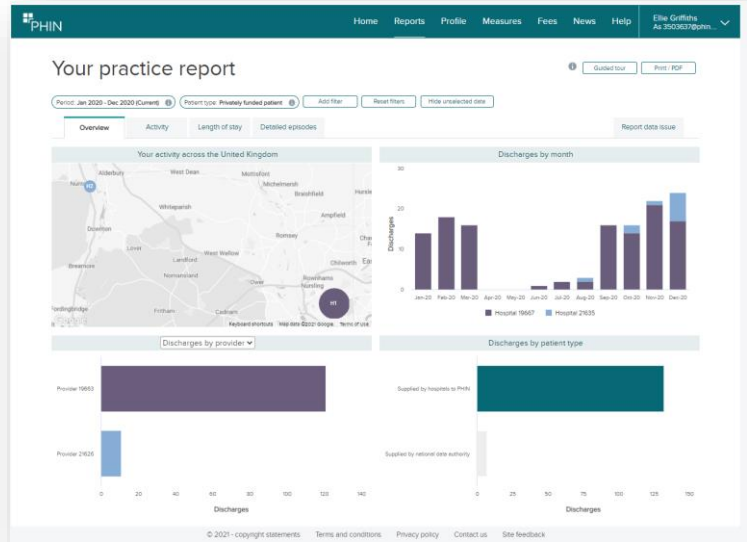 PHIN
Home Reports Profile Measures Fees News Help
Ellie Griffiths
As.3503637@phin...
Your practice report
Guided tour
Print / PDF
Period: Jan 2020 - Dec 2020 (Current)
Patient type: Privately funded patient
Add filter
Reset filters
Hide unselected data
Overview Activity Length of stay Detailed episodes Report data issue
Your activity across the United Kingdom
Alderbury
West Dean
Mottisfont
Michelmersh
H2
Braishfield
Whiteparish
Ampfield
Downton
Romsey
Lover
West Wellow
Landford
Chilworth
Breamore
Nomansland
Ower
Rownhams
Nursling
H1
Fordingbridge
Fritham
Cadnam
Keyboard shortcuts Map data ©2021 Google Terms of Use
Discharges by month
30
20
10
0
Discharges
Jan-20 Feb-20 Mar-20 Apr-20 May-20 Jun-20 Jul-20 Aug-20 Sep-20 Oct-20 Nov-20 Dec-20
Hospital 19667 Hospital 21635
Discharges by provider
Provider 19663
Provider 21626
0 20 40 60 80 100 120 140
Discharges
Discharges by patient type
Supplied by hospitals to PHIN
Supplied by national data authority
0 25 50 75 100 125 150
Discharges
© 2021 - copyright statements Terms and conditions Privacy policy Contact us Site feedback